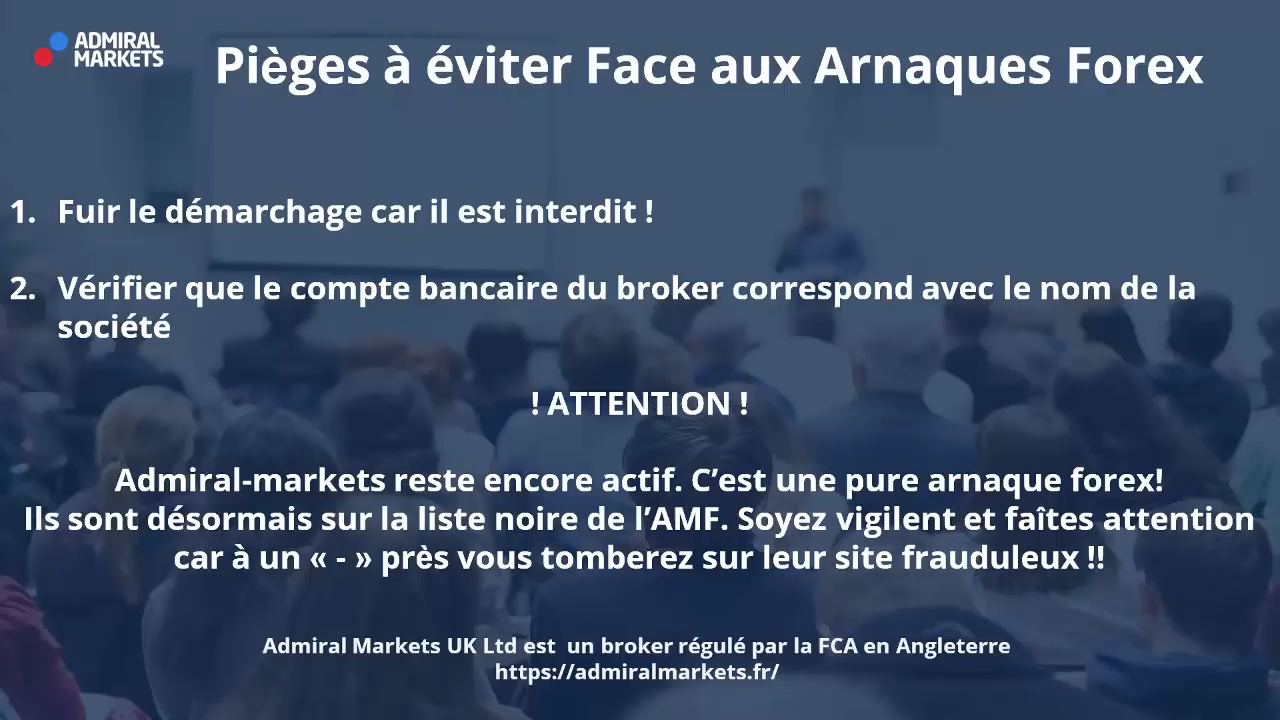 ADMIRAL
MARKETS
Pièges à éviter Face aux Arnaques Forex
1. Fuir le démarchage car il est interdit !
2. Vérifier que le compte bancaire du broker correspond avec le nom de la
société
! ATTENTION !
Admiral-markets reste encore actif. C’est une pure arnaque forex!
Ils sont désormais sur la liste noire de l’AMF. Soyez vigilent et faîtes attention
car à un « - » près vous tomberez sur leur site frauduleux !!
Admiral Markets UK Ltd est  un broker régulé par la FCA en Angleterre
https://admiralmarkets.fr/